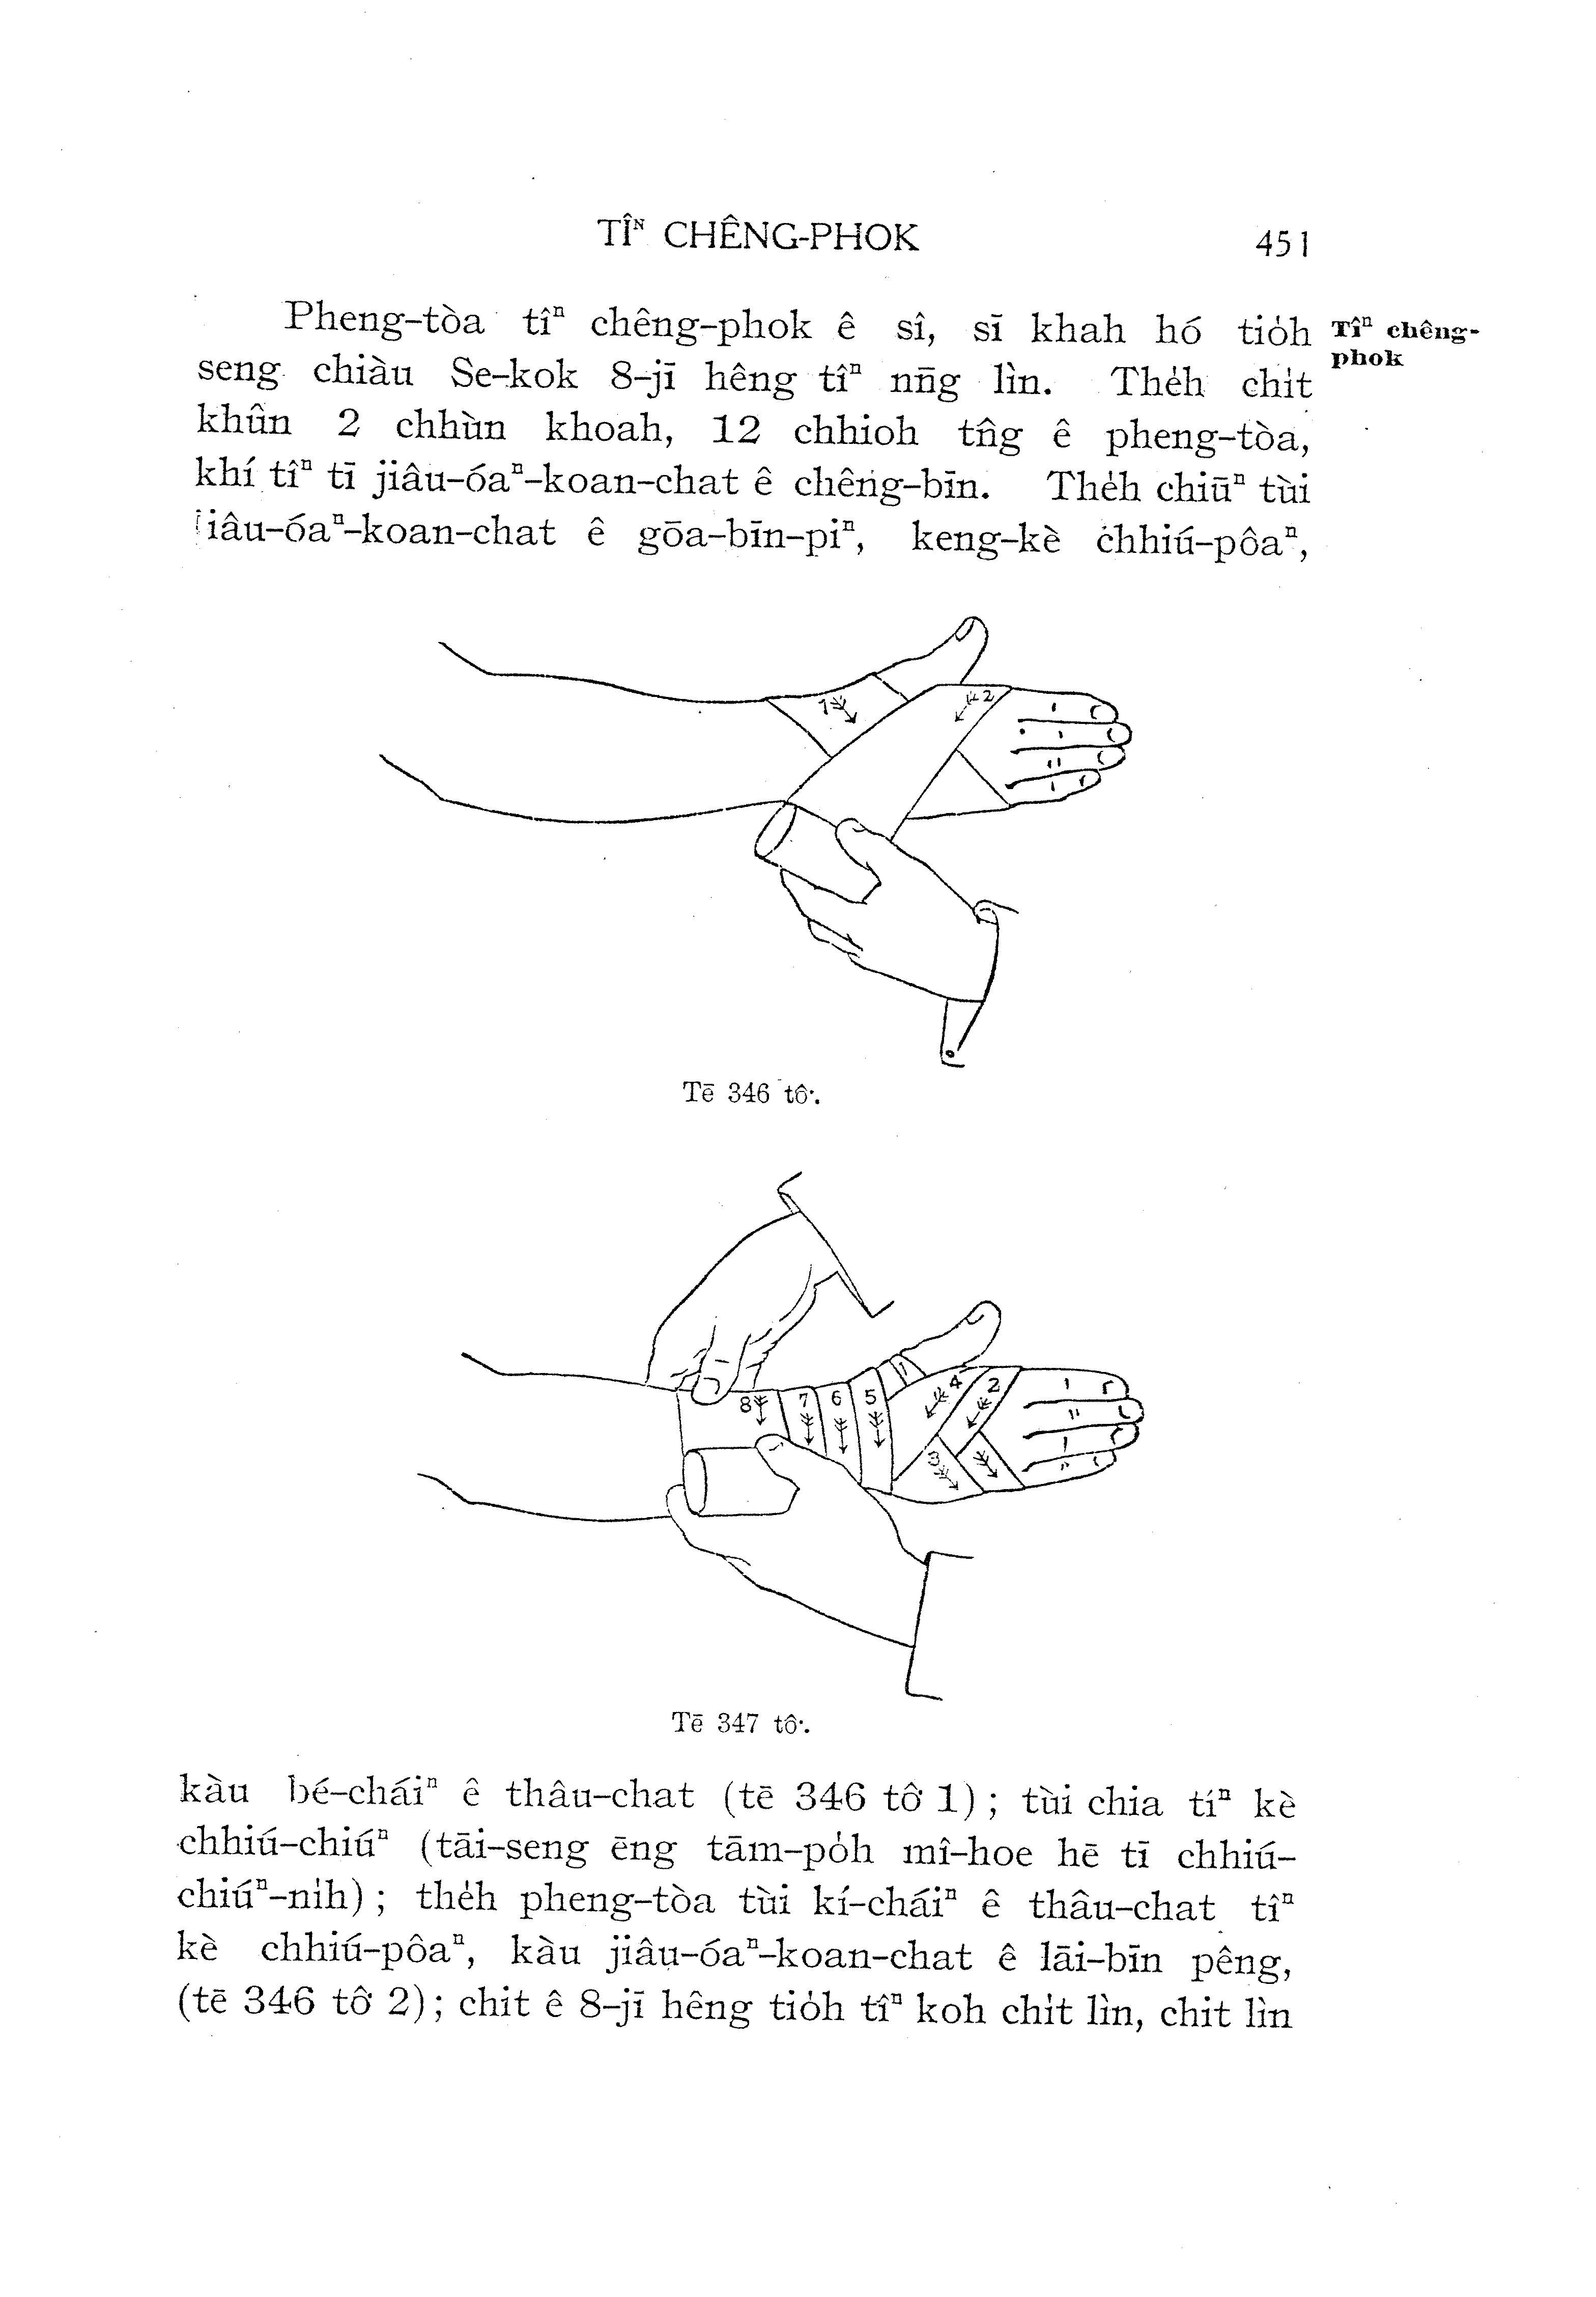 TÎᴺ CHÊNG-PHOK 451
Pheng-tòa tîⁿ chêng-phok ê sî, sī khah hó tio̍h
Tîⁿ chêng-
phok
seng chiàu Se-kok 8-jī hêng tîⁿ nn̄g lìn. The̍h chi̍t
khûn 2 chhùn khoah, 12 chhioh tn̂g ê pheng-tòa,
khí tîⁿ tī jiâu-óaⁿ-koan-chat ê chêng-bīn. The̍h chiūⁿ tùi
jiâu-óaⁿ-koan-chat ê gōa-bīn-piⁿ, keng-kè chhiú-pôaⁿ,
1 2
Tē 346 tô͘.
8 7 6 5 1 4 2
3
Tē 347 tô͘.
kàu bé-cháiⁿ ê thâu-chat (tē 346 tô͘ 1) ; tùi chia tíⁿ kè
chhiú-chiúⁿ (tāi-seng ēng tām-po̍h mî-hoe hē tī chhiú-
chiúⁿ-ni̍h) ; the̍h pheng-tòa tùi kí-cháiⁿ ê thâu-chat tîⁿ
kè chhiú-pôaⁿ, kàu jiâu-óaⁿ-koan-chat ê lāi-bīn pêng,
(tē 346 tô͘ 2) ; chit ê 8-jī hêng tio̍h tîⁿ koh chi̍t lìn, chit lìn